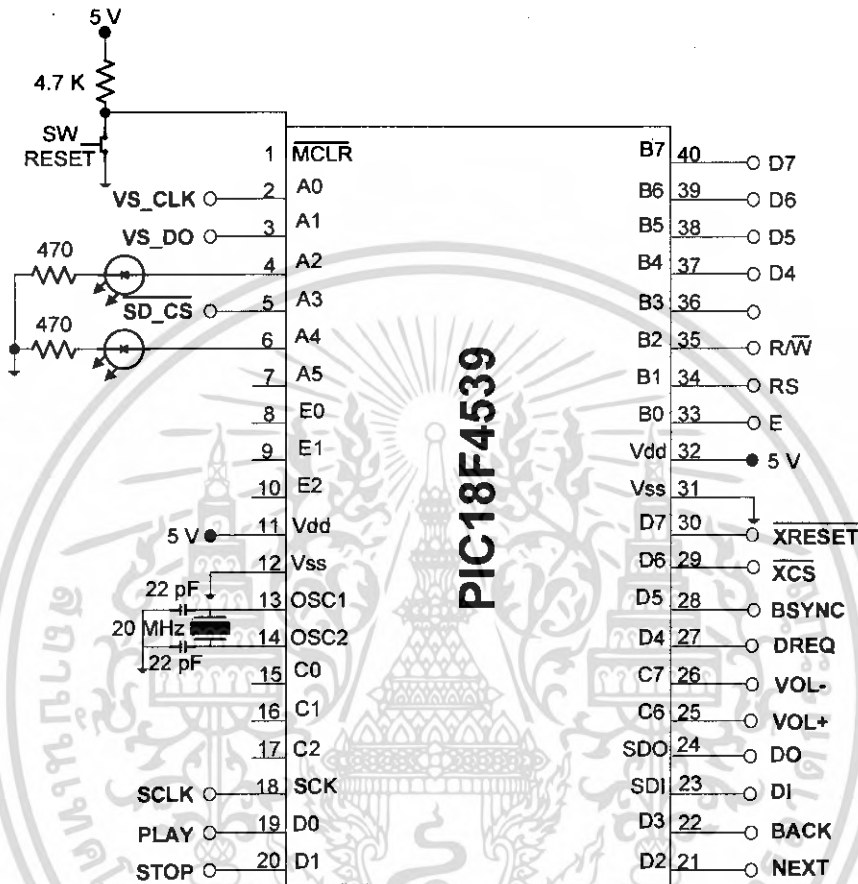 5 V
4.7 K
SW
RESET
1 MCLR
VS_CLK 2 A0
VS_DO 3 A1
470 4 A2
SD_CS 5 A3
470 6 A4
7 A5
8 E0
9 E1
10 E2
5 V 11 Vdd
12 Vss
22 pF 13 OSC1
20 MHz
14 OSC2
22 pF
15 C0
16 C1
17 C2
SCLK 18 SCK
PLAY 19 D0
STOP 20 D1
PIC18F4539
B7 40 D7
B6 39 D6
B5 38 D5
B4 37 D4
B3 36
B2 35 R/W
B1 34 RS
B0 33 E
Vdd 32 5 V
Vss 31
D7 30 XRESET
D6 29 XCS
D5 28 BSYNC
D4 27 DREQ
C7 26 VOL-
C6 25 VOL+
SDO 24 DO
SDI 23 DI
D3 22 BACK
D2 21 NEXT